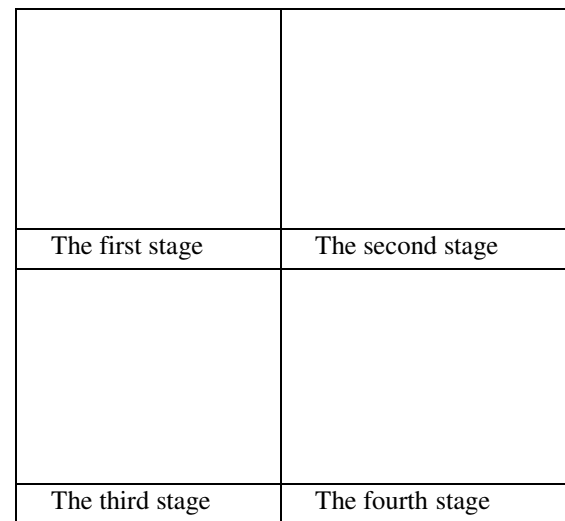 The first stage
The second stage
The third stage
The fourth stage